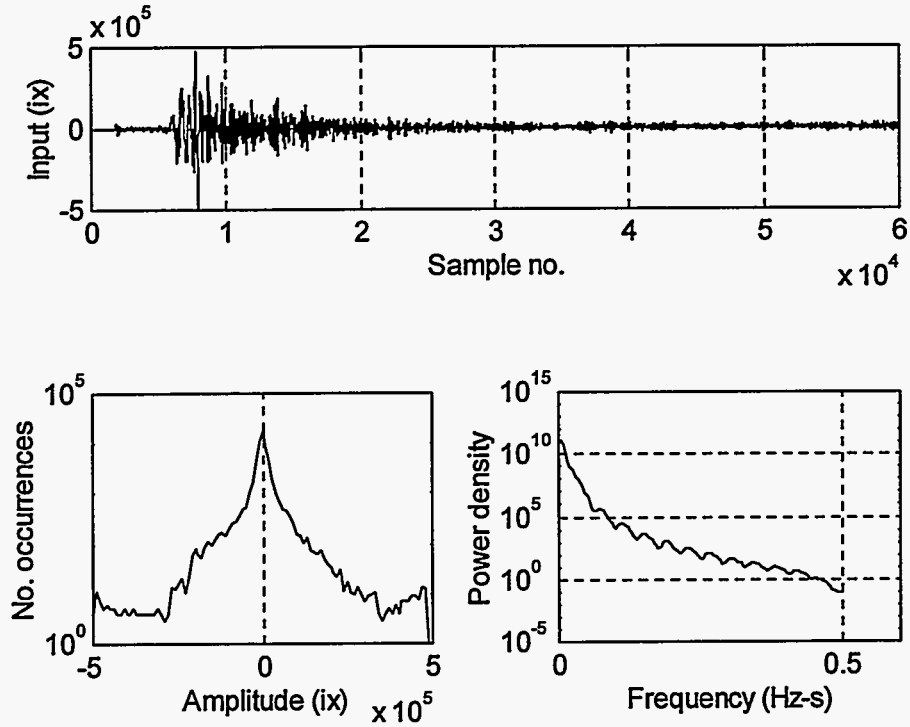 x 10^5
5
0
-5
Input (ix)
0 1 2 3 4 5 6
Sample no.
x 10^4
10^5
10^0
No. occurrences
-5 0 5
Amplitude (ix)
x 10^5
10^15
10^10
10^5
10^0
10^-5
Power density
0 0.5
Frequency (Hz-s)